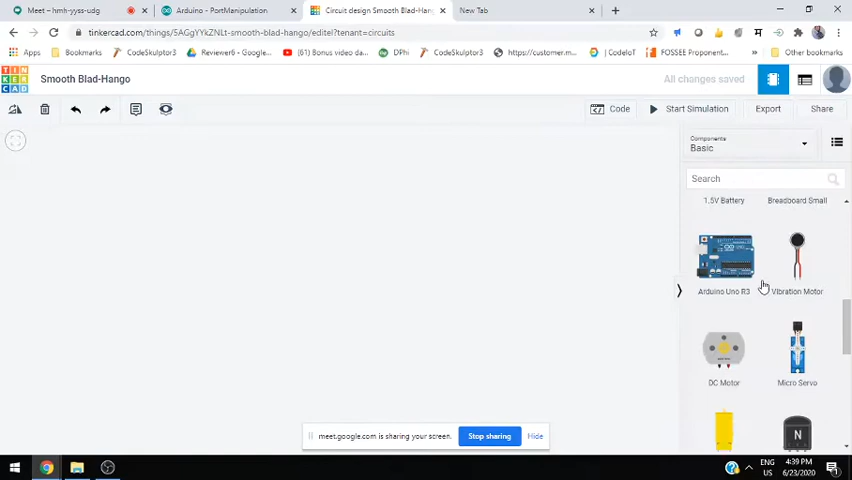 Meet – hmh-yyss-udg
Arduino - PortManipulation
Circuit design Smooth Blad-Hang
New Tab
tinkercad.com/things/5AGgYYkZNLt-smooth-blad-hango/editel?tenant=circuits
Apps
Bookmarks
CodeSkulptor3
Reviewer6 - Google...
(61) Bonus video da...
DPhi
CodeSkulptor3
https://customer.m...
CodeIoT
FOSSEE Proponent...
Other bookmarks
TIN
KER
CAD
Smooth Blad-Hango
All changes saved
Code
Start Simulation
Export
Share
Components
Basic
Search
1.5V Battery
Breadboard Small
Arduino Uno R3
Vibration Motor
DC Motor
Micro Servo
N
meet.google.com is sharing your screen.
Stop sharing
Hide
ENG
US
4:39 PM
6/23/2020